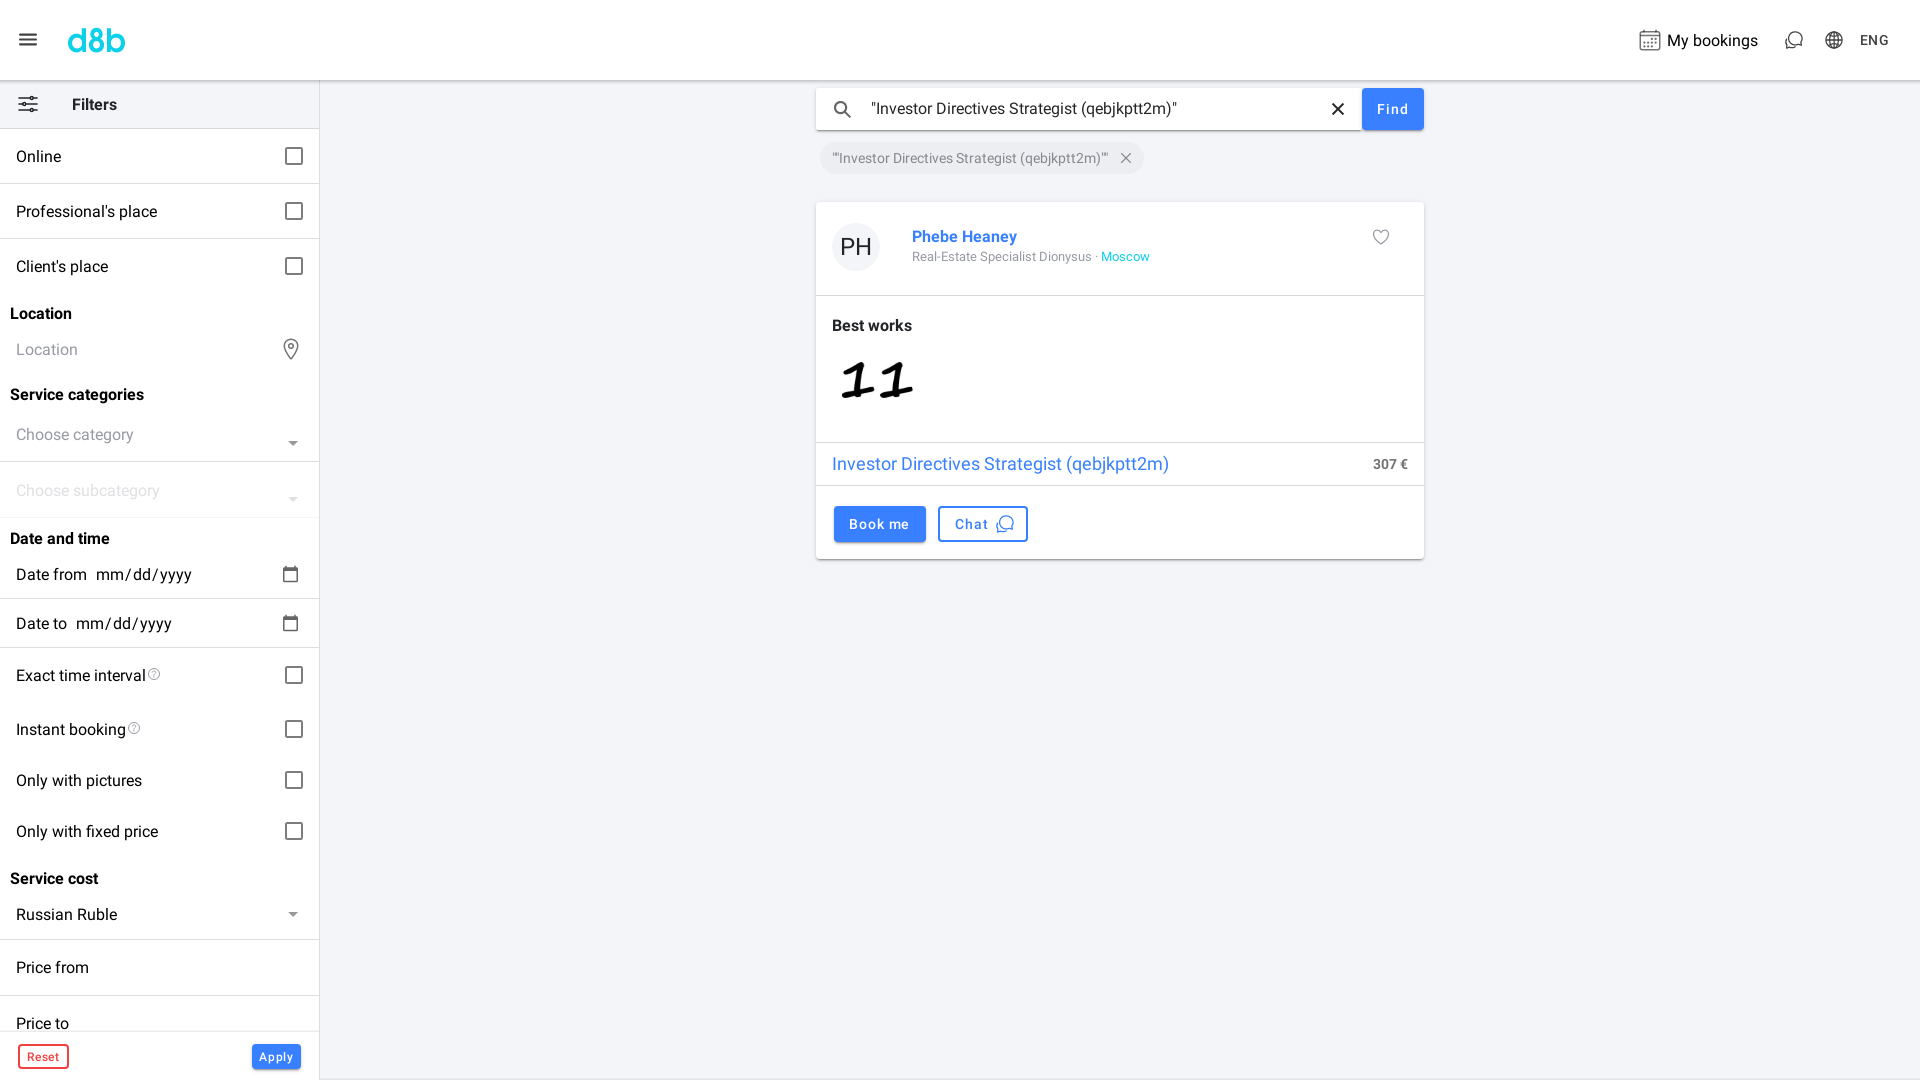 d8b
My bookings
ENG
Filters
Online
Professional's place
Client's place
Location
Location
Service categories
Choose category
Choose subcategory
Date and time
Date from mm/dd/yyyy
Date to mm/dd/yyyy
Exact time interval
Instant booking
Only with pictures
Only with fixed price
Service cost
Russian Ruble
Price from
Price to
Reset
Apply
"Investor Directives Strategist (qebjkptt2m)"
Find
""Investor Directives Strategist (qebjkptt2m)""
PH
Phebe Heaney
Real-Estate Specialist Dionysus · Moscow
Best works
11
Investor Directives Strategist (qebjkptt2m)
307 €
Book me
Chat